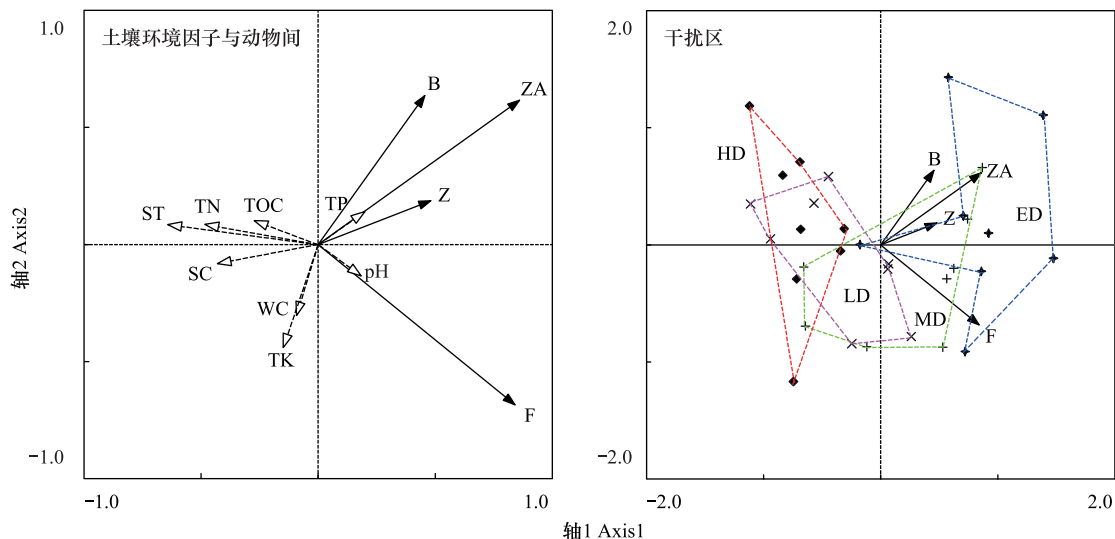 1.0
土壤环境因子与动物间
B
ZA
Z
TP
TOC
TN
ST
SC
pH
WC
TK
F
轴2 Axis2
-1.0
-1.0
1.0
2.0
干扰区
HD
B
ZA
Z
ED
LD
MD
F
-2.0
-2.0
2.0
轴1 Axis1